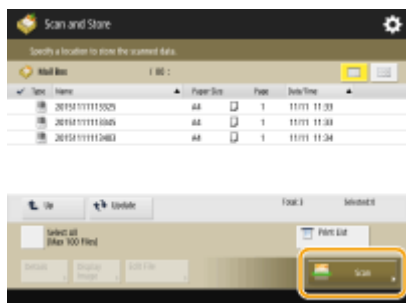 Scan and Store
Specify a location to store the scanned data.
Mail Box
00 :
Type Name Paper Size Page Date/Time
20151111113325 A4 1 11/11 11:33
20151111113345 A4 1 11/11 11:33
20151111113403 A4 1 11/11 11:34
Up Update Total:3 Selected:0
Select All
(Max 100 Files)
Print List
Details Display
Image Edit File Scan